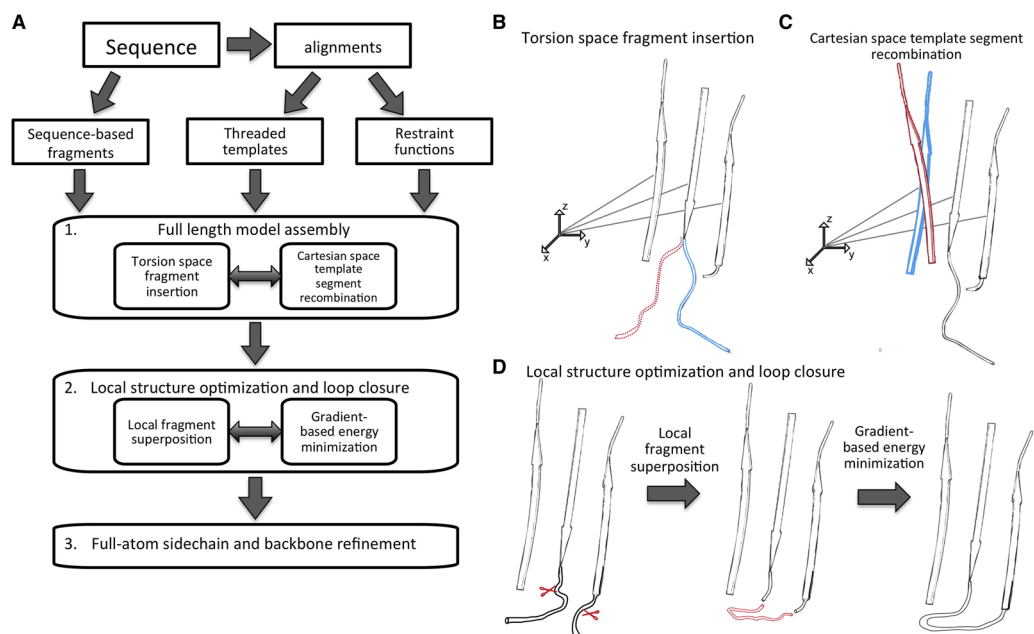 A
Sequence
alignments
Sequence-based
fragments
Threaded
templates
Restraint
functions
1.
Full length model assembly
Torsion space
fragment
insertion
Cartesian space
template
segment
recombination
2. Local structure optimization and loop closure
Local fragment
superposition
Gradient-
based energy
minimization
3. Full-atom sidechain and backbone refinement
B
Torsion space fragment insertion
z
y
x
C
Cartesian space template segment
recombination
z
y
x
D
Local structure optimization and loop closure
Local
fragment
superposition
Gradient-
based energy
minimization